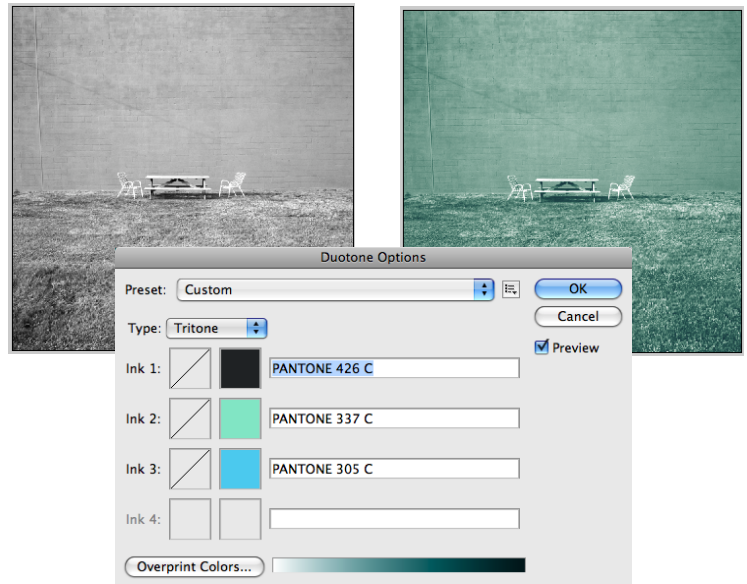 Duotone Options
Preset: Custom
OK
Cancel
Type: Tritone
Preview
Ink 1: PANTONE 426 C
Ink 2: PANTONE 337 C
Ink 3: PANTONE 305 C
Ink 4:
Overprint Colors...